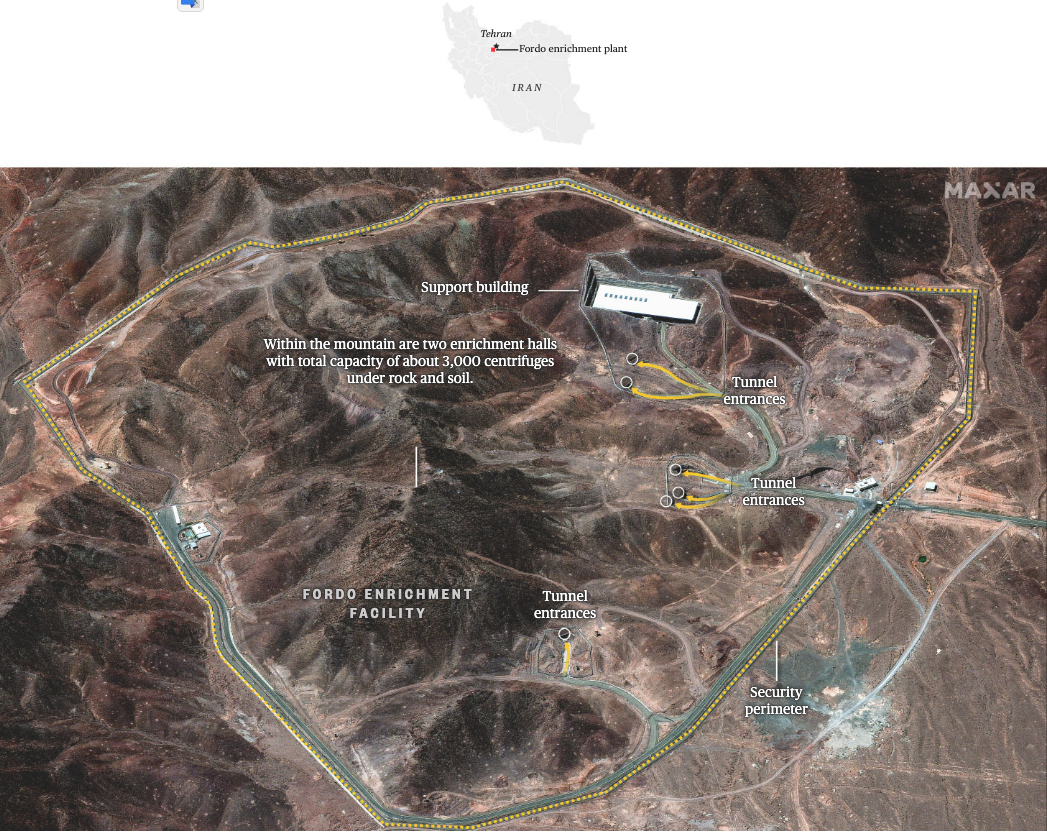 Tehran
Fordo enrichment plant
IRAN
MAXAR
Support building
Within the mountain are two enrichment halls
with total capacity of about 3,000 centrifuges
under rock and soil.
Tunnel
entrances
Tunnel
entrances
FORDO ENRICHMENT
FACILITY
Tunnel
entrances
Security
perimeter